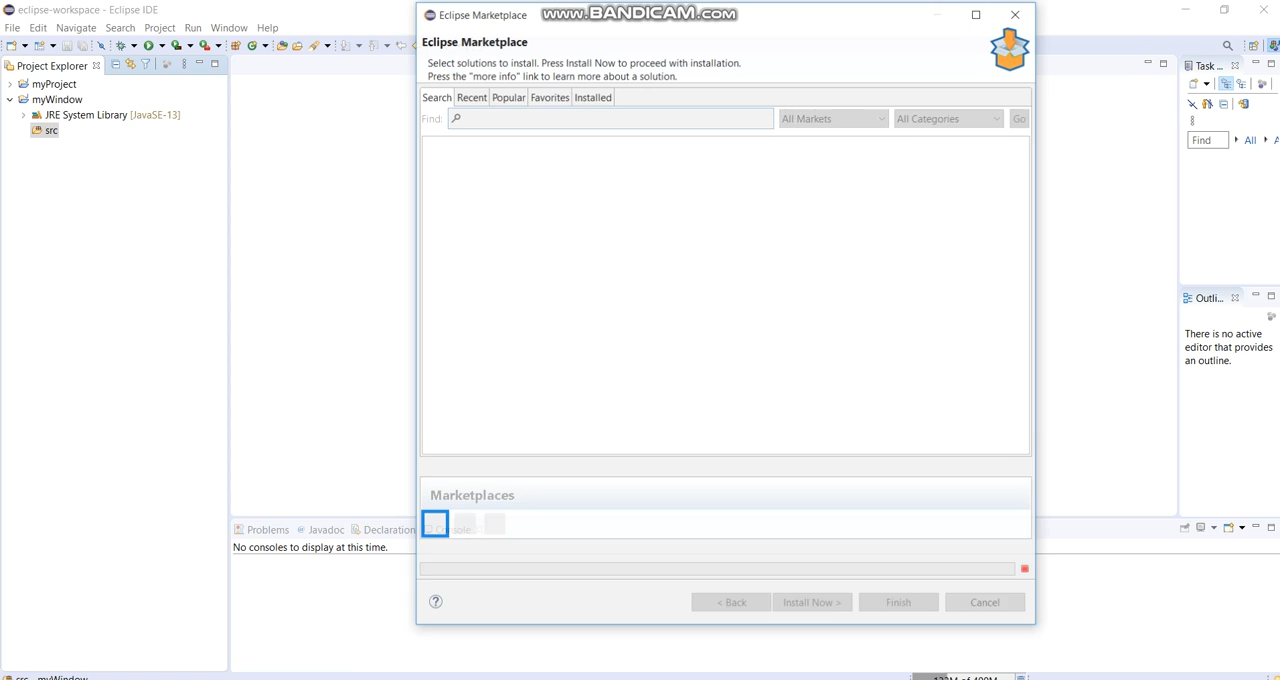 eclipse-workspace - Eclipse IDE
File Edit Navigate Search Project Run Window Help
Project Explorer
myProject
myWindow
JRE System Library [JavaSE-13]
src
Eclipse Marketplace
www.BANDICAM.com
Eclipse Marketplace
Select solutions to install. Press Install Now to proceed with installation.
Press the "more info" link to learn more about a solution.
Search Recent Popular Favorites Installed
Find: All Markets All Categories Go
Marketplaces
< Back Install Now > Finish Cancel
Problems Javadoc Declaration Console
No consoles to display at this time.
Task ...
Find All A
Outli...
There is no active
editor that provides
an outline.
src - myWindow